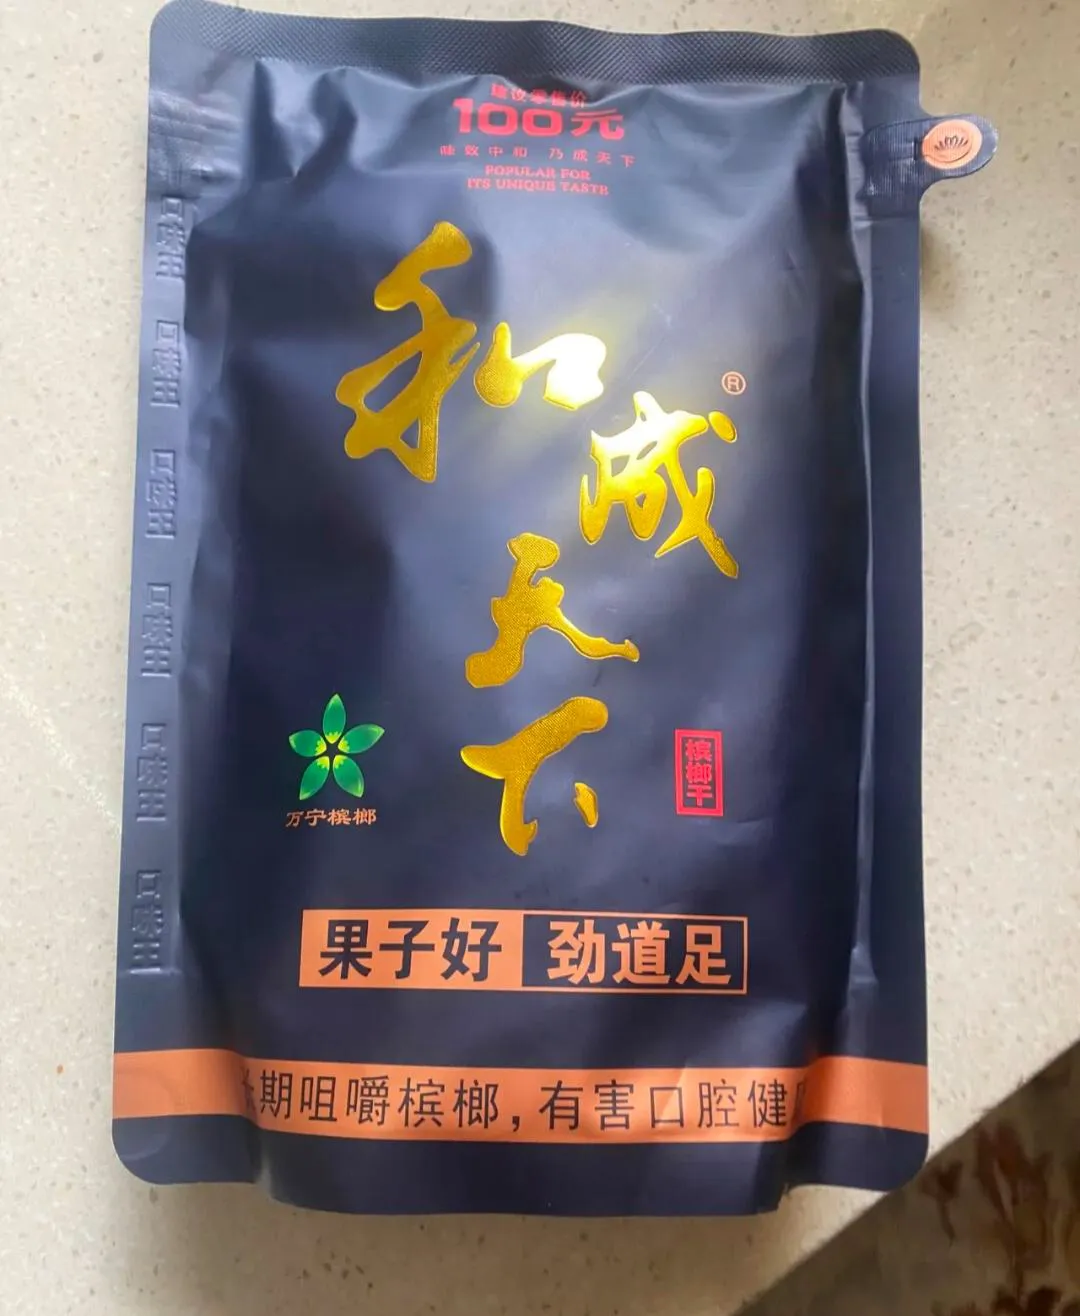 建议零售价
100元
味致中和 乃成天下
POPULAR FOR
ITS UNIQUE TASTE
和成天下
®
口味王
口味王
口味王
口味王
口味王
口味王
万宁槟榔
槟榔干
果子好 劲道足
期咀嚼槟榔，有害口腔健